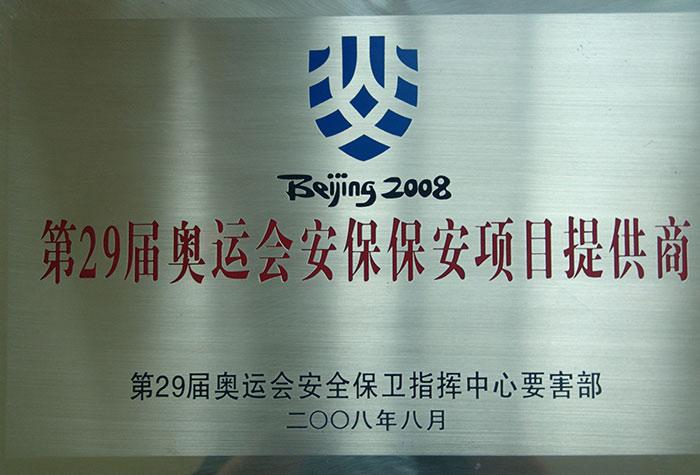 Beijing 2008
第29届奥运会安保保安项目提供商
第29届奥运会安全保卫指挥中心要害部
二〇〇八年八月